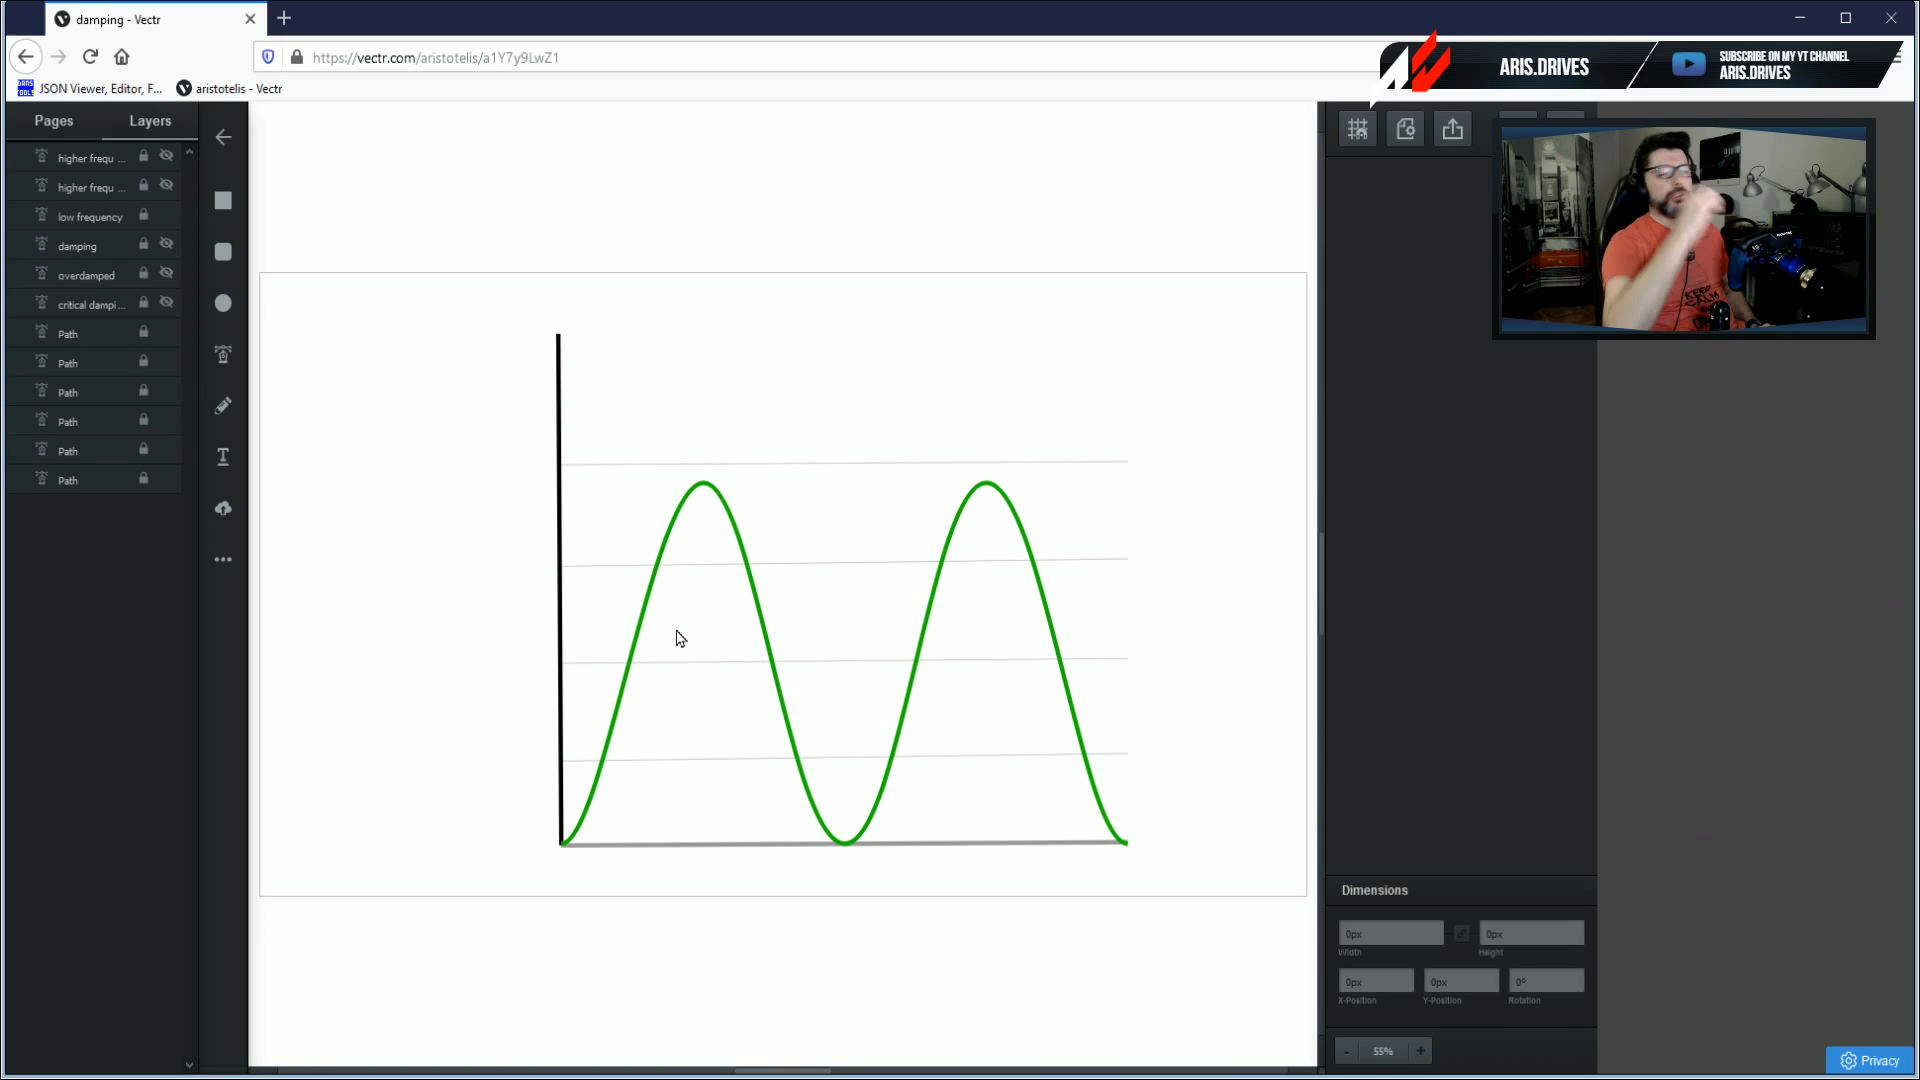 damping - Vectr
https://vectr.com/aristotelis/a1Y7y9LwZ1
JSON Viewer, Editor, F...
aristotelis - Vectr
ARIS.DRIVES
SUBSCRIBE ON MY YT CHANNEL
ARIS.DRIVES
Pages
Layers
higher frequ ...
higher frequ ...
low frequency
damping
overdamped
critical dampi ...
Path
Path
Path
Path
Path
Path
KEEP
CALM
Dimensions
0px
0px
Width
Height
0px
0px
0°
X-Position
Y-Position
Rotation
-
55%
+
Privacy